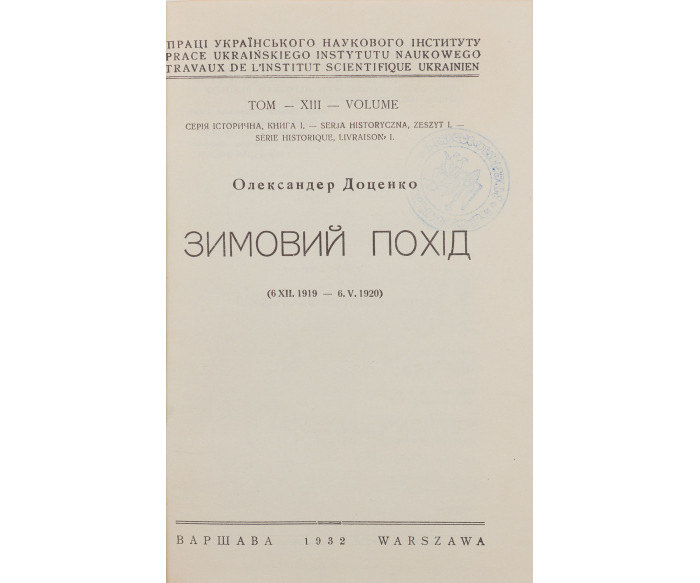 ПРАЦІ УКРАЇНСЬКОГО НАУКОВОГО ІНСТИТУТУ
PRACE UKRAIŃSKIEGO INSTYTUTU NAUKOWEGO
TRAVAUX DE L'INSTITUT SCIENTIFIQUE UKRAINIEN
ТОМ — XIII — VOLUME
СЕРІЯ ІСТОРИЧНА, КНИГА I. — SERJA HISTORYCZNA, ZESZYT I. —
SÉRIE HISTORIQUE, LIVRAISON I.
Олександер Доценко
ЗИМОВИЙ ПОХІД
(6 XII. 1919 — 6. V. 1920)
ВАРШАВА 1932 WARSZAWA